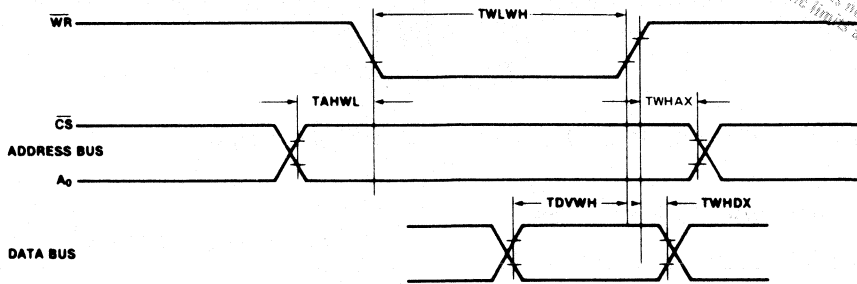 WR
TWLWH
TAHWL
TWHAX
CS
ADDRESS BUS
A₀
TDVWH
TWHDX
DATA BUS